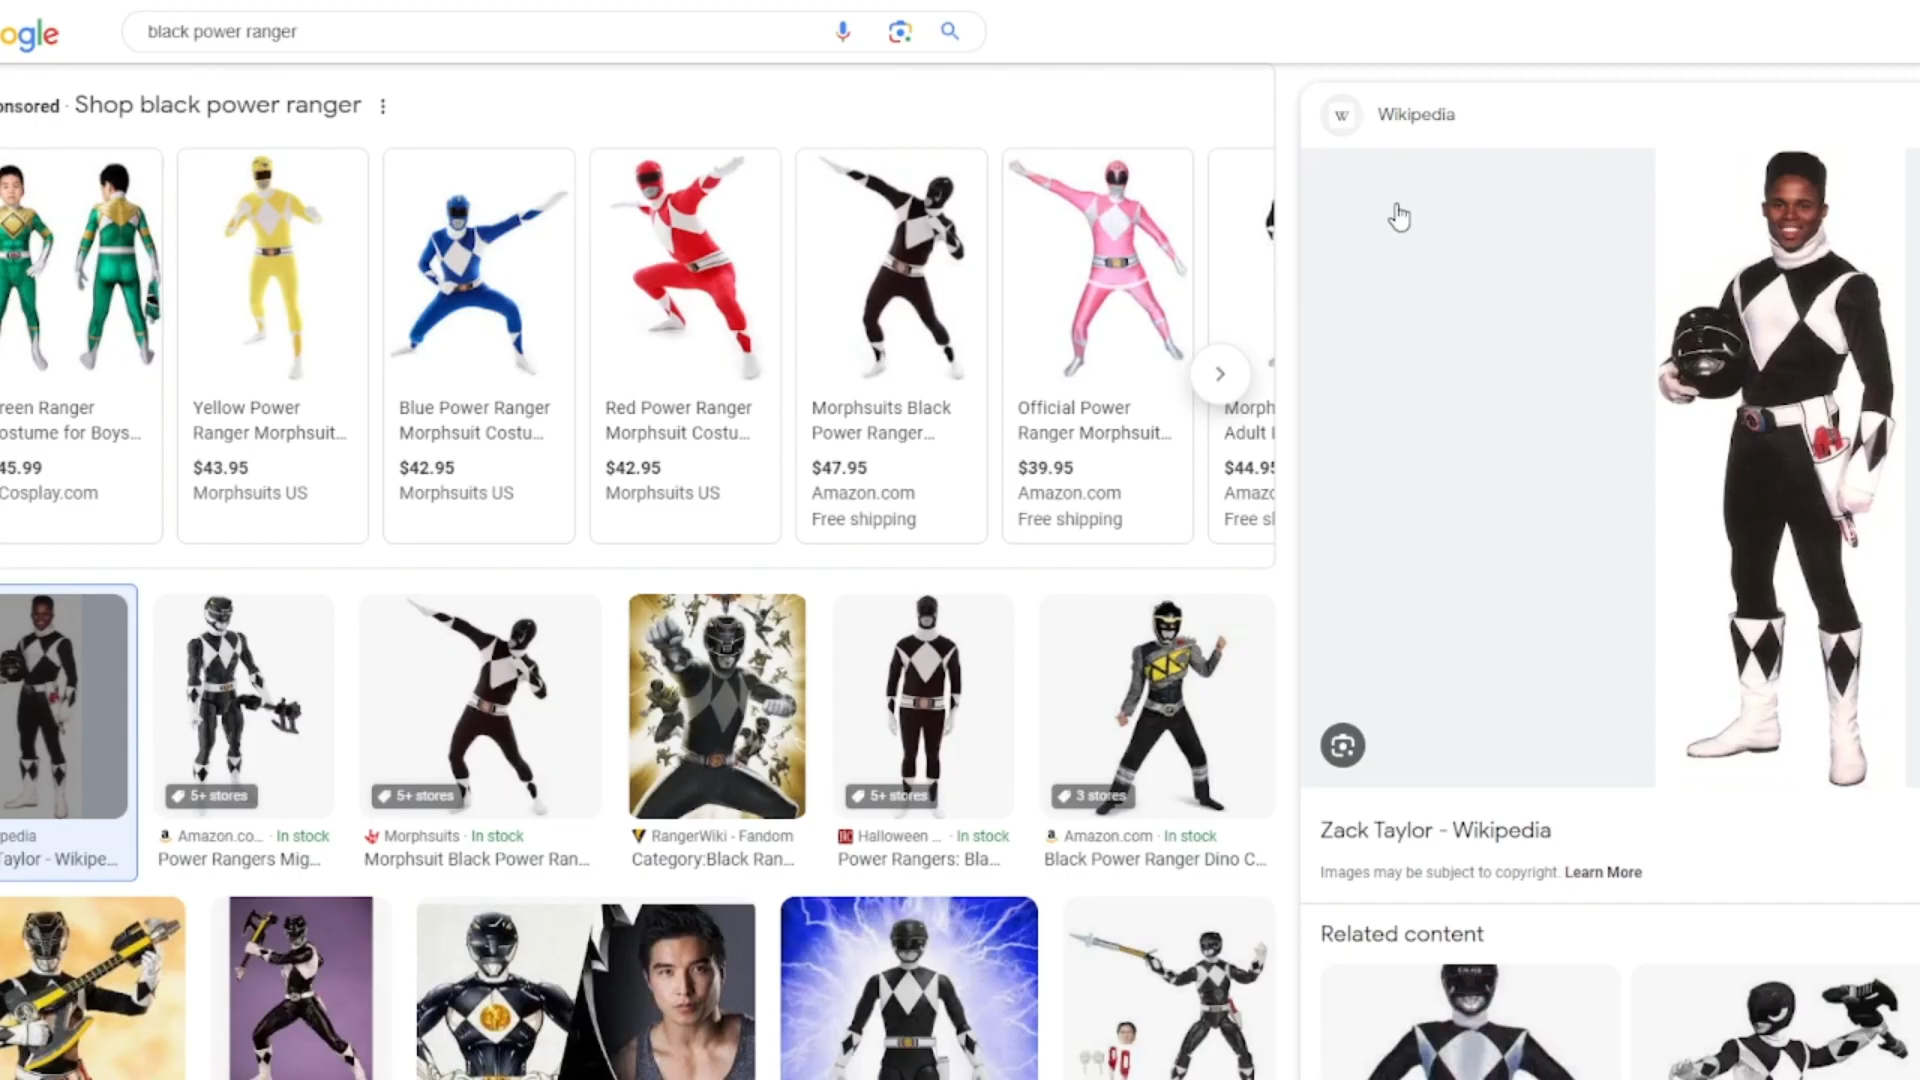 ogle
black power ranger
onsored · Shop black power ranger
W Wikipedia
reen Ranger
ostume for Boys...
45.99
Cosplay.com
Yellow Power
Ranger Morphsuit...
$43.95
Morphsuits US
Blue Power Ranger
Morphsuit Costu...
$42.95
Morphsuits US
Red Power Ranger
Morphsuit Costu...
$42.95
Morphsuits US
Morphsuits Black
Power Ranger...
$47.95
Amazon.com
Free shipping
Official Power
Ranger Morphsuit...
$39.95
Amazon.com
Free shipping
Morph
Adult
$44.95
Amazo
Free sh
5+ stores
5+ stores
5+ stores
3 stores
pedia
Taylor - Wikipe...
Amazon.co... · In stock
Power Rangers Mig...
Morphsuits · In stock
Morphsuit Black Power Ran...
RangerWiki - Fandom
Category:Black Ran...
Halloween ... · In stock
Power Rangers: Bla...
Amazon.com · In stock
Black Power Ranger Dino C...
Zack Taylor - Wikipedia
Images may be subject to copyright. Learn More
Related content